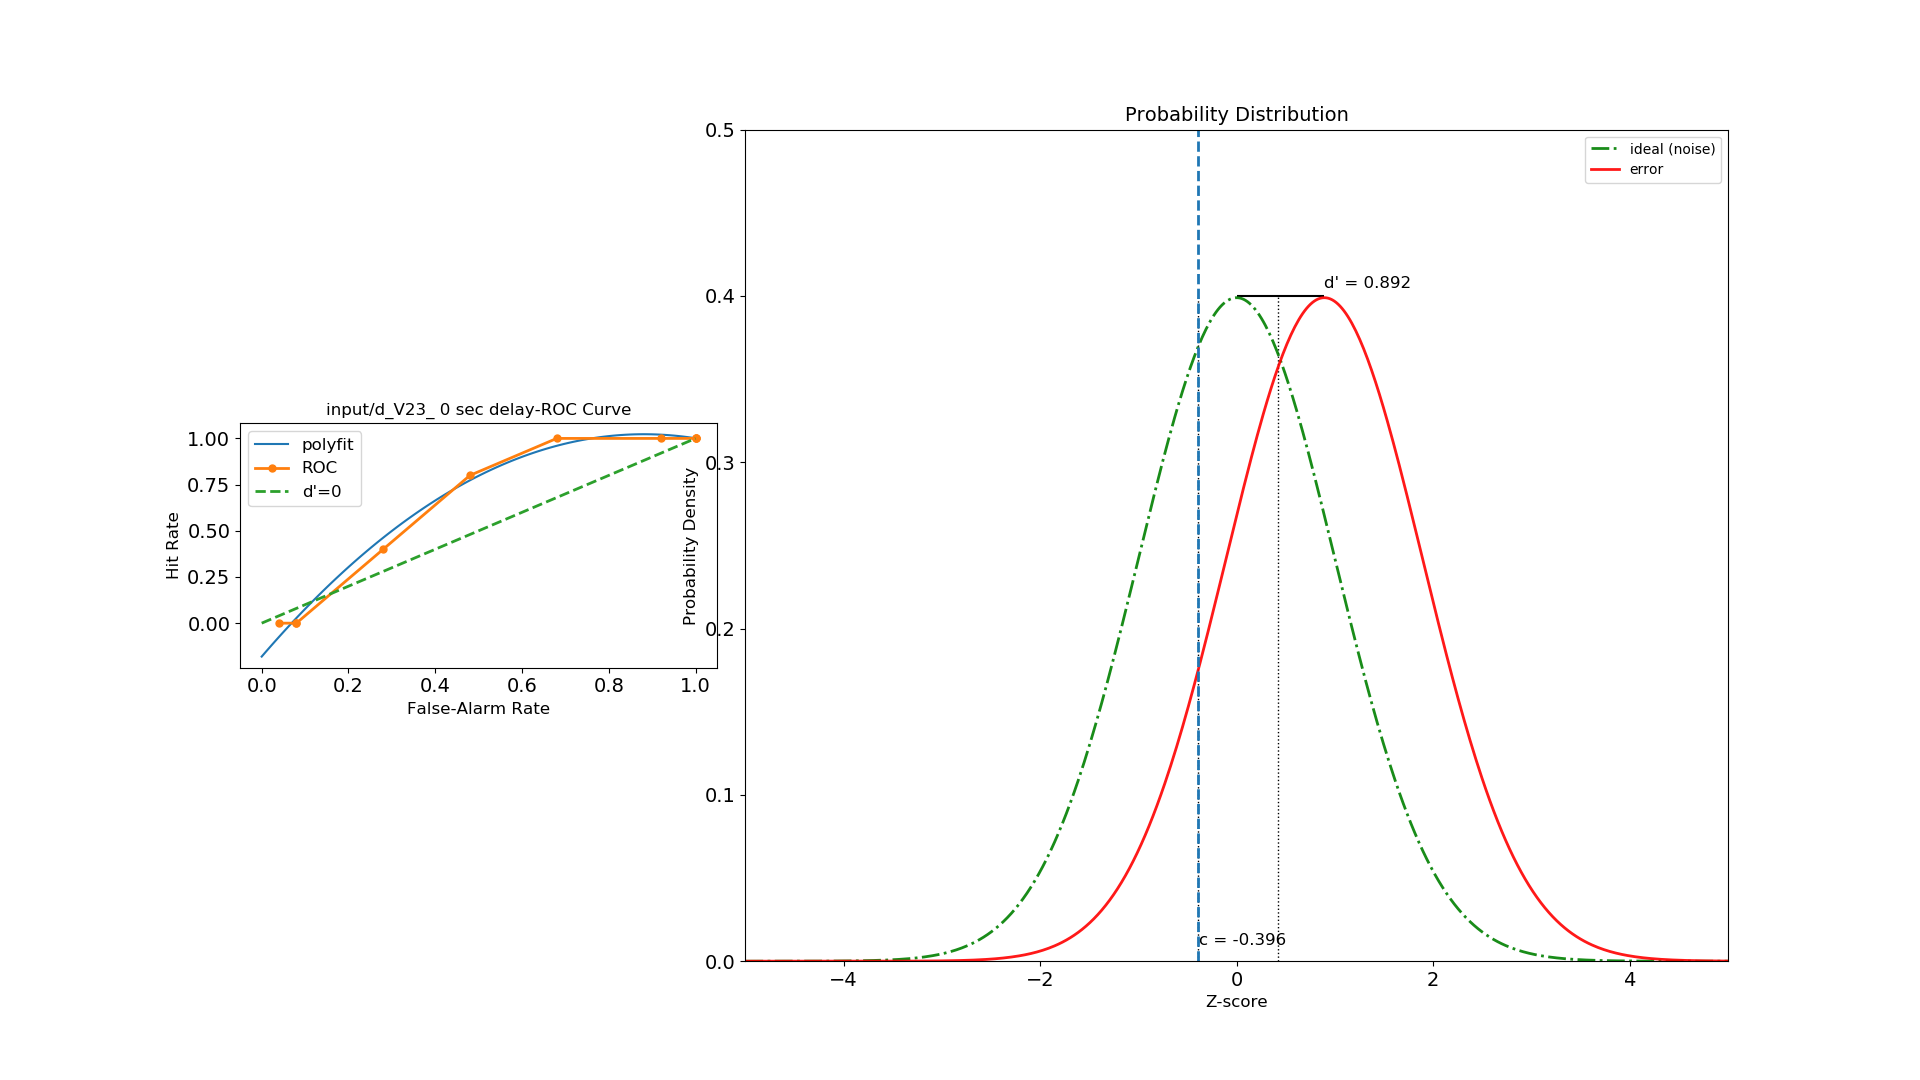 input/d_V23_ 0 sec delay-ROC Curve
polyfit
ROC
d'=0
1.00
0.75
0.50
0.25
0.00
Hit Rate
0.0 0.2 0.4 0.6 0.8 1.0
False-Alarm Rate
Probability Distribution
ideal (noise)
error
d' = 0.892
c = -0.396
0.5
0.4
0.3
0.2
0.1
0.0
Probability Density
−4 −2 0 2 4
Z-score